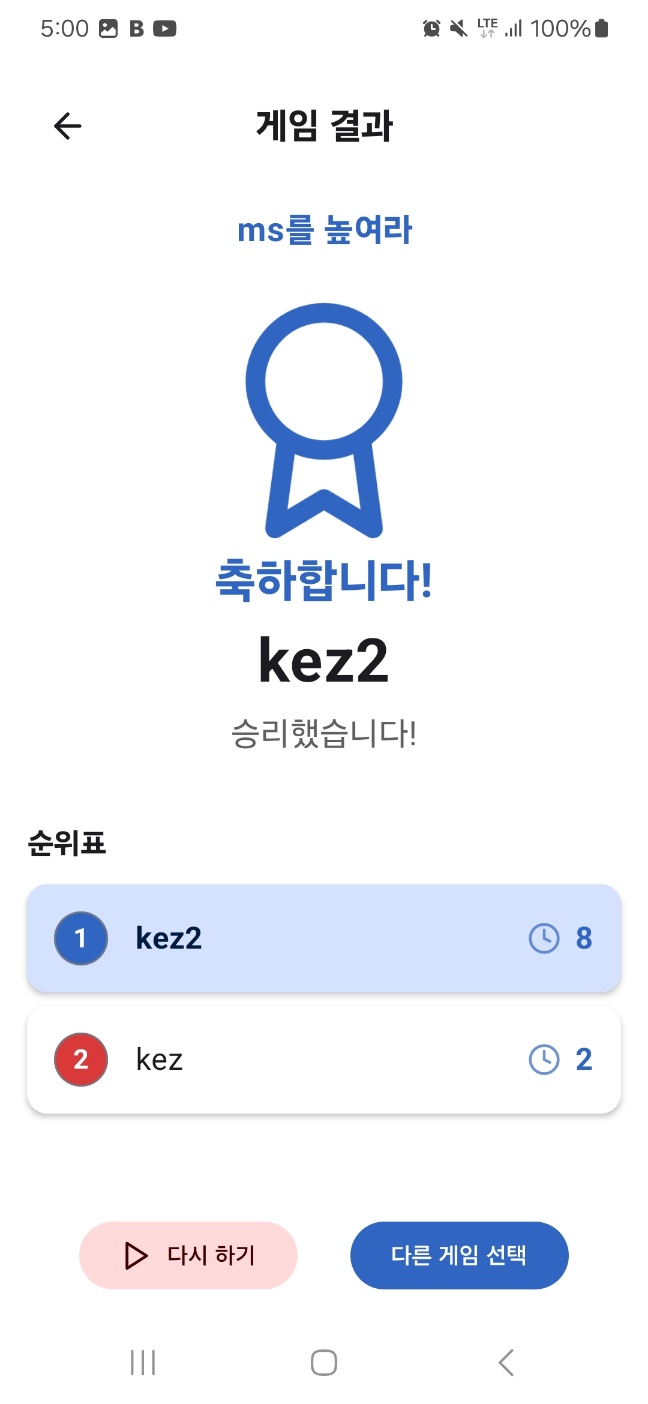 5:00 B LTE 100%
게임 결과
ms를 높여라
축하합니다!
kez2
승리했습니다!
순위표
1 kez2 8
2 kez 2
다시 하기 다른 게임 선택